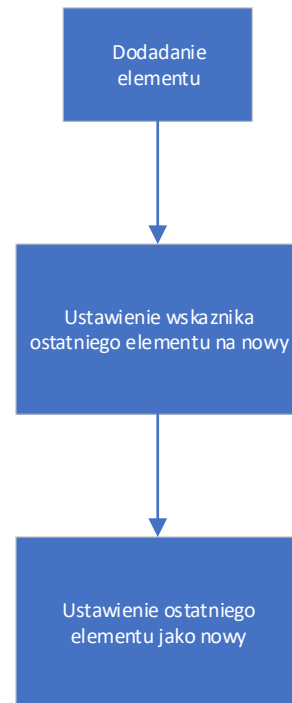 Dodadanie
elementu
Ustawienie wskaznika
ostatniego elementu na nowy
Ustawienie ostatniego
elementu jako nowy